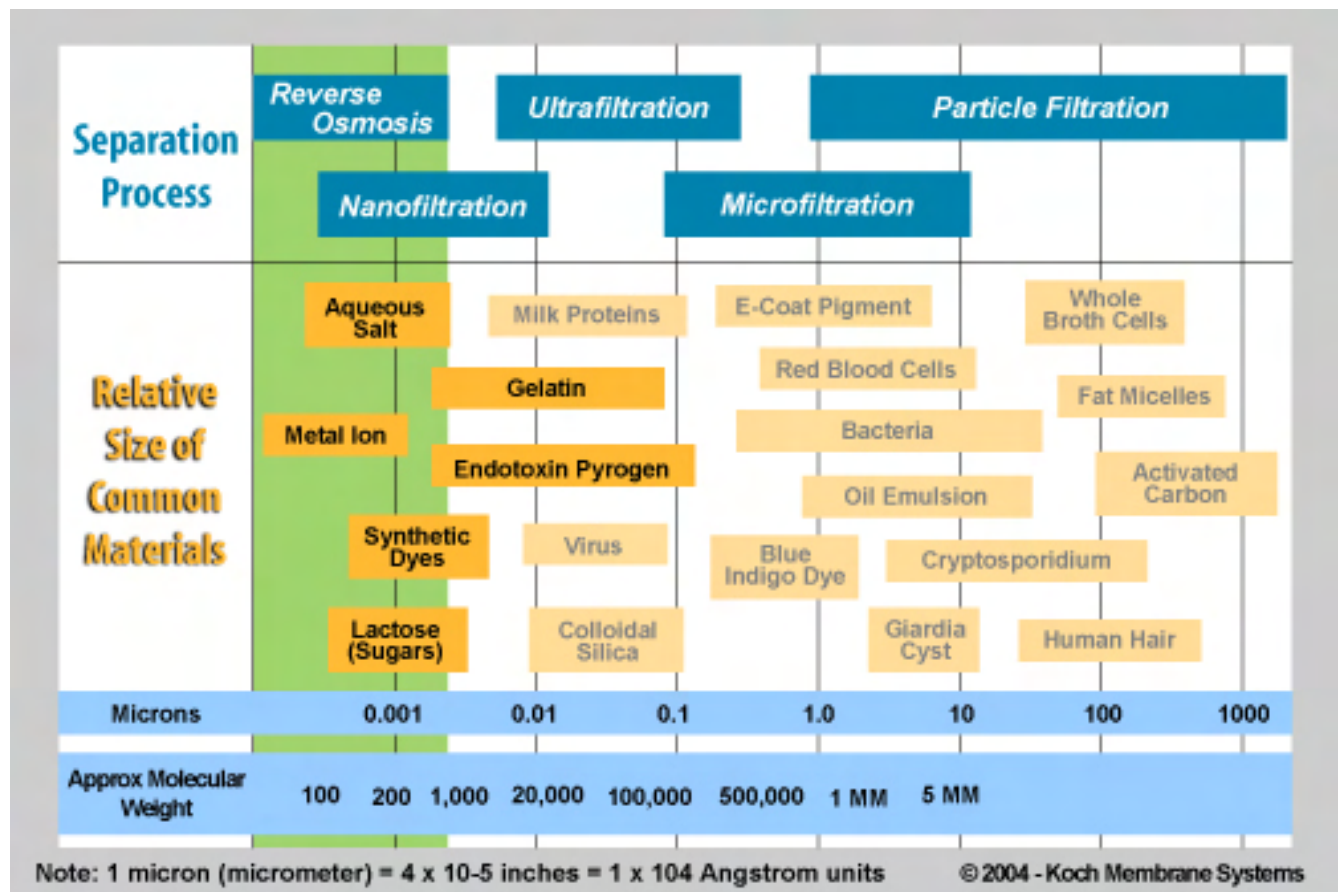 Separation
Process
Reverse
Osmosis
Ultrafiltration
Particle Filtration
Nanofiltration
Microfiltration
Relative
Size of
Common
Materials
Aqueous
Salt
Milk Proteins
E-Coat Pigment
Whole
Broth Cells
Red Blood Cells
Gelatin
Fat Micelles
Metal Ion
Bacteria
Endotoxin Pyrogen
Activated
Carbon
Oil Emulsion
Synthetic
Dyes
Virus
Blue
Indigo Dye
Cryptosporidium
Lactose
(Sugars)
Colloidal
Silica
Giardia
Cyst
Human Hair
Microns 0.001 0.01 0.1 1.0 10 100 1000
Approx Molecular
Weight
100 200 1,000 20,000 100,000 500,000 1 MM 5 MM
Note: 1 micron (micrometer) = 4 x 10-5 inches = 1 x 104 Angstrom units © 2004 - Koch Membrane Systems